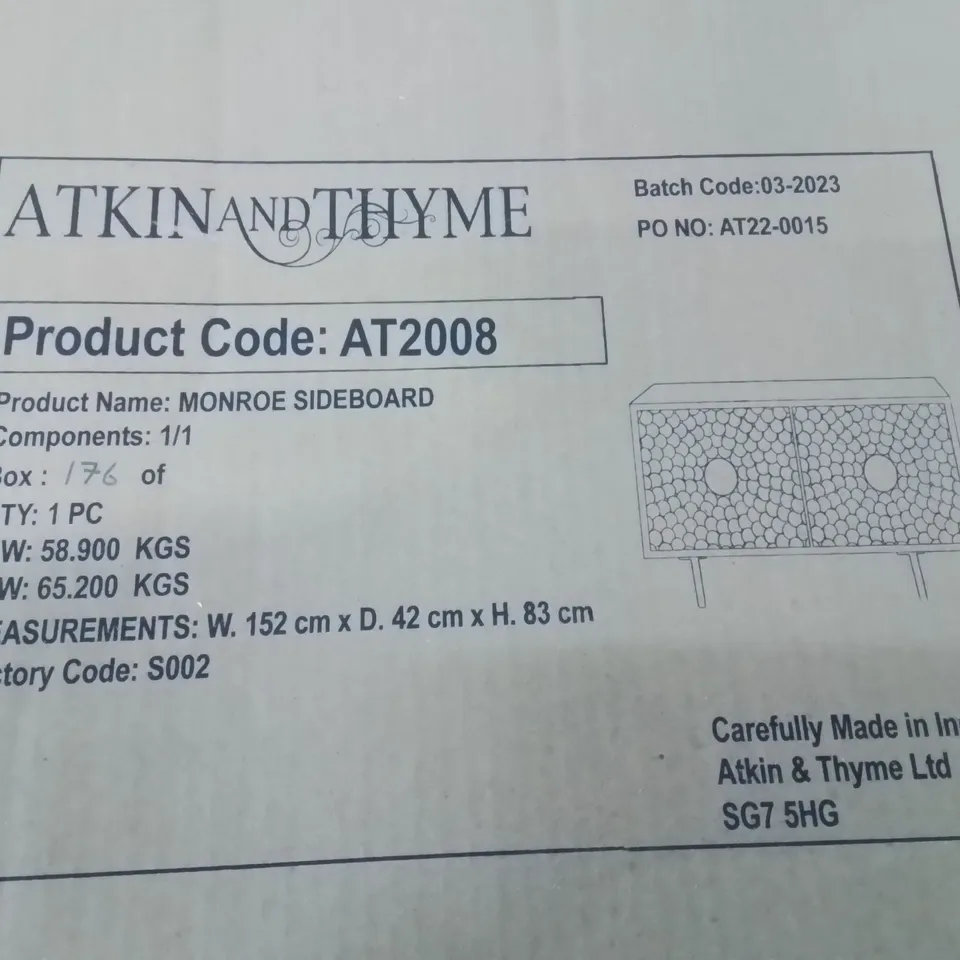 ATKIN AND THYME
Batch Code:03-2023
PO NO: AT22-0015
Product Code: AT2008
Product Name: MONROE SIDEBOARD
Components: 1/1
ox : 176 of
TY: 1 PC
W: 58.900 KGS
W: 65.200 KGS
EASUREMENTS: W. 152 cm x D. 42 cm x H. 83 cm
ctory Code: S002
Carefully Made in In
Atkin & Thyme Ltd
SG7 5HG